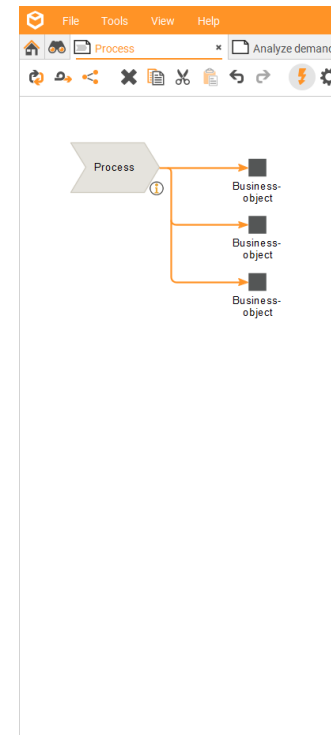 File Tools View Help
Process × Analyze demand
Process
i
Business-
object
Business-
object
Business-
object